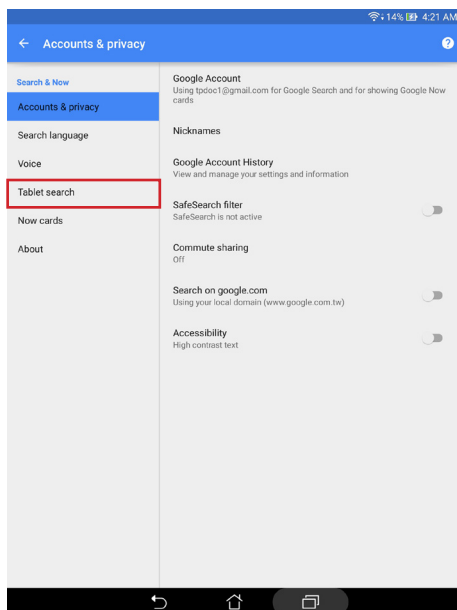 14% 4:21 AM
Accounts & privacy
?
Search & Now
Accounts & privacy
Search language
Voice
Tablet search
Now cards
About
Google Account
Using tpdoc1@gmail.com for Google Search and for showing Google Now
cards
Nicknames
Google Account History
View and manage your settings and information
SafeSearch filter
SafeSearch is not active
Commute sharing
Off
Search on google.com
Using your local domain (www.google.com.tw)
Accessibility
High contrast text